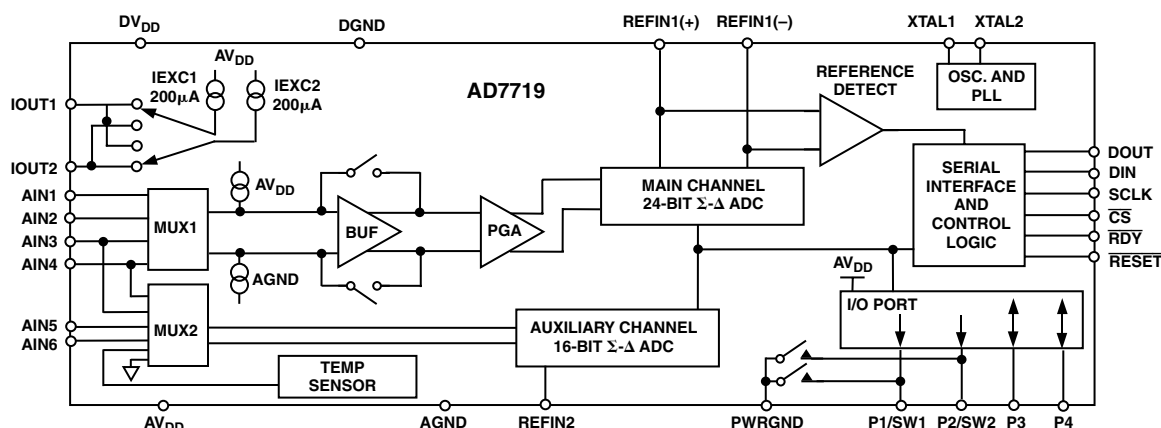 DVDD
DGND
REFIN1(+)
REFIN1(–)
XTAL1
XTAL2
AVDD
IEXC1
200μA
IEXC2
200μA
AD7719
REFERENCE
DETECT
OSC. AND
PLL
IOUT1
IOUT2
AIN1
AIN2
AIN3
AIN4
AIN5
AIN6
MUX1
AVDD
AGND
BUF
PGA
MAIN CHANNEL
24-BIT Σ-Δ ADC
SERIAL
INTERFACE
AND
CONTROL
LOGIC
DOUT
DIN
SCLK
CS
RDY
RESET
MUX2
AUXILIARY CHANNEL
16-BIT Σ-Δ ADC
AVDD
I/O PORT
TEMP
SENSOR
AVDD
AGND
REFIN2
PWRGND
P1/SW1
P2/SW2
P3
P4